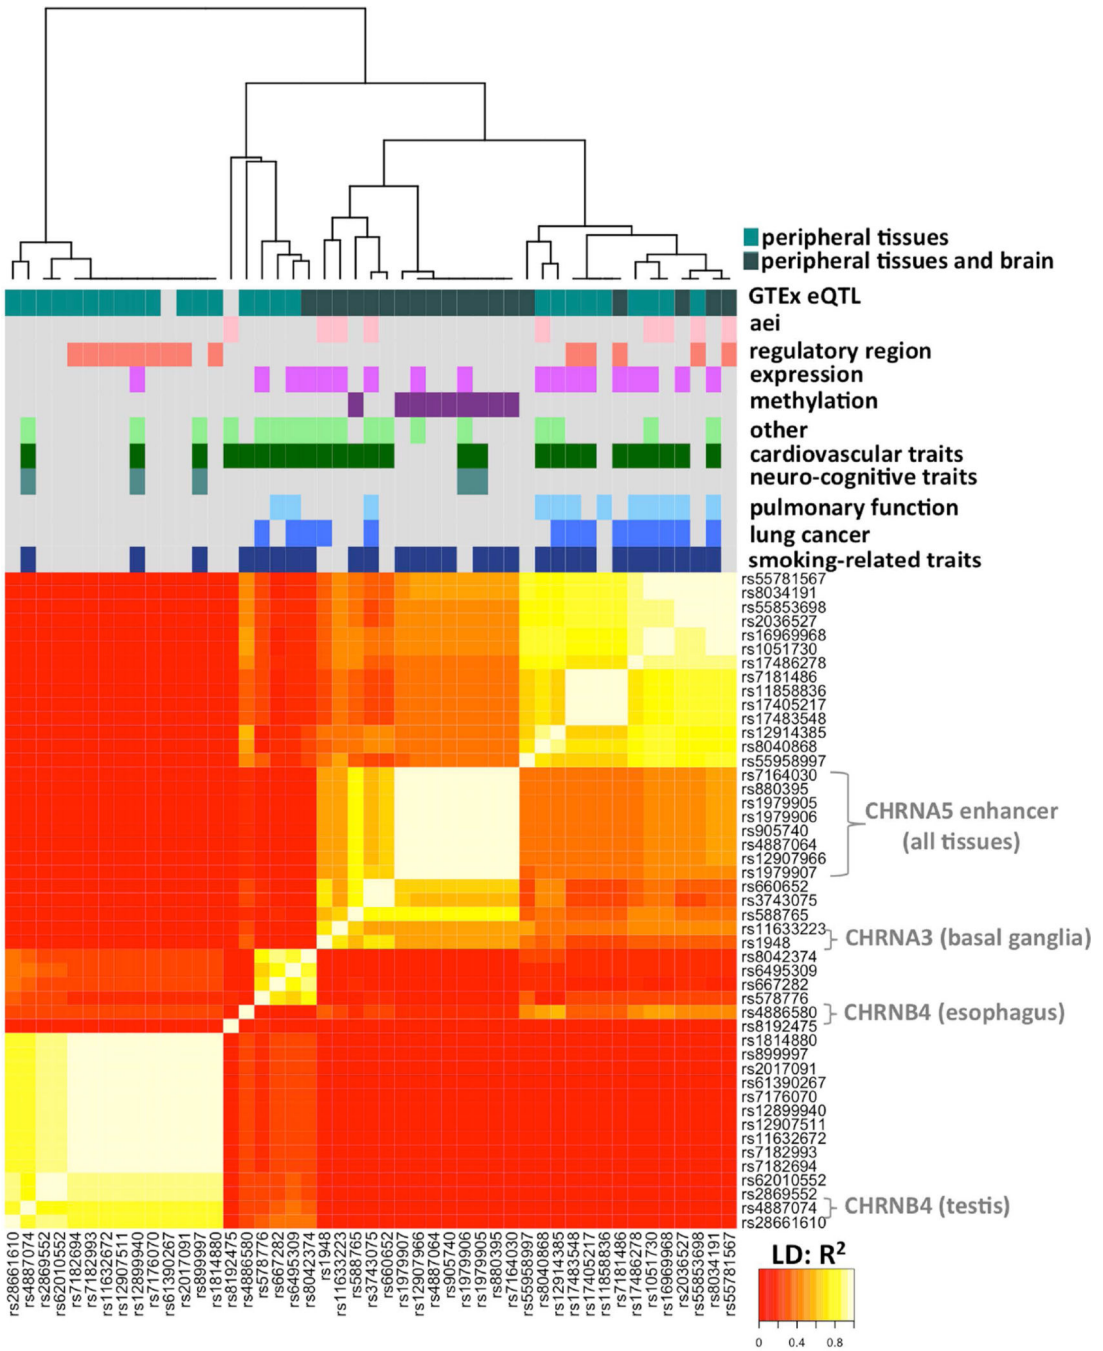 peripheral tissues
peripheral tissues and brain
GTEx eQTL
aei
regulatory region
expression
methylation
other
cardiovascular traits
neuro-cognitive traits
pulmonary function
lung cancer
smoking-related traits
rs55781567
rs8034191
rs55853698
rs2036527
rs16969968
rs1051730
rs17486278
rs7181486
rs11858836
rs17405217
rs17483548
rs12914385
rs8040868
rs55958997
rs7164030
rs880395
rs1979905
rs1979906
rs905740
rs4887064
rs12907966
rs1979907
CHRNA5 enhancer
(all tissues)
rs660652
rs3743075
rs588765
rs11633223
rs1948
CHRNA3 (basal ganglia)
rs8042374
rs6495309
rs667282
rs578776
rs4886580
rs8192475
CHRNB4 (esophagus)
rs1814880
rs899997
rs2017091
rs61390267
rs7176070
rs12899940
rs12907511
rs11632672
rs7182993
rs7182694
rs62010552
rs2869552
rs4887074
rs28661610
CHRNB4 (testis)
rs28661610
rs4887074
rs2869552
rs62010552
rs7182694
rs7182993
rs11632672
rs12907511
rs12899940
rs7176070
rs61390267
rs2017091
rs899997
rs1814880
rs8192475
rs4886580
rs578776
rs667282
rs6495309
rs8042374
rs1948
rs11633223
rs588765
rs3743075
rs660652
rs1979907
rs12907966
rs4887064
rs905740
rs1979906
rs1979905
rs880395
rs7164030
rs55958997
rs8040868
rs12914385
rs17483548
rs17405217
rs11858836
rs7181486
rs17486278
rs1051730
rs16969968
rs2036527
rs55853698
rs8034191
rs55781567
LD: R²
0 0.4 0.8